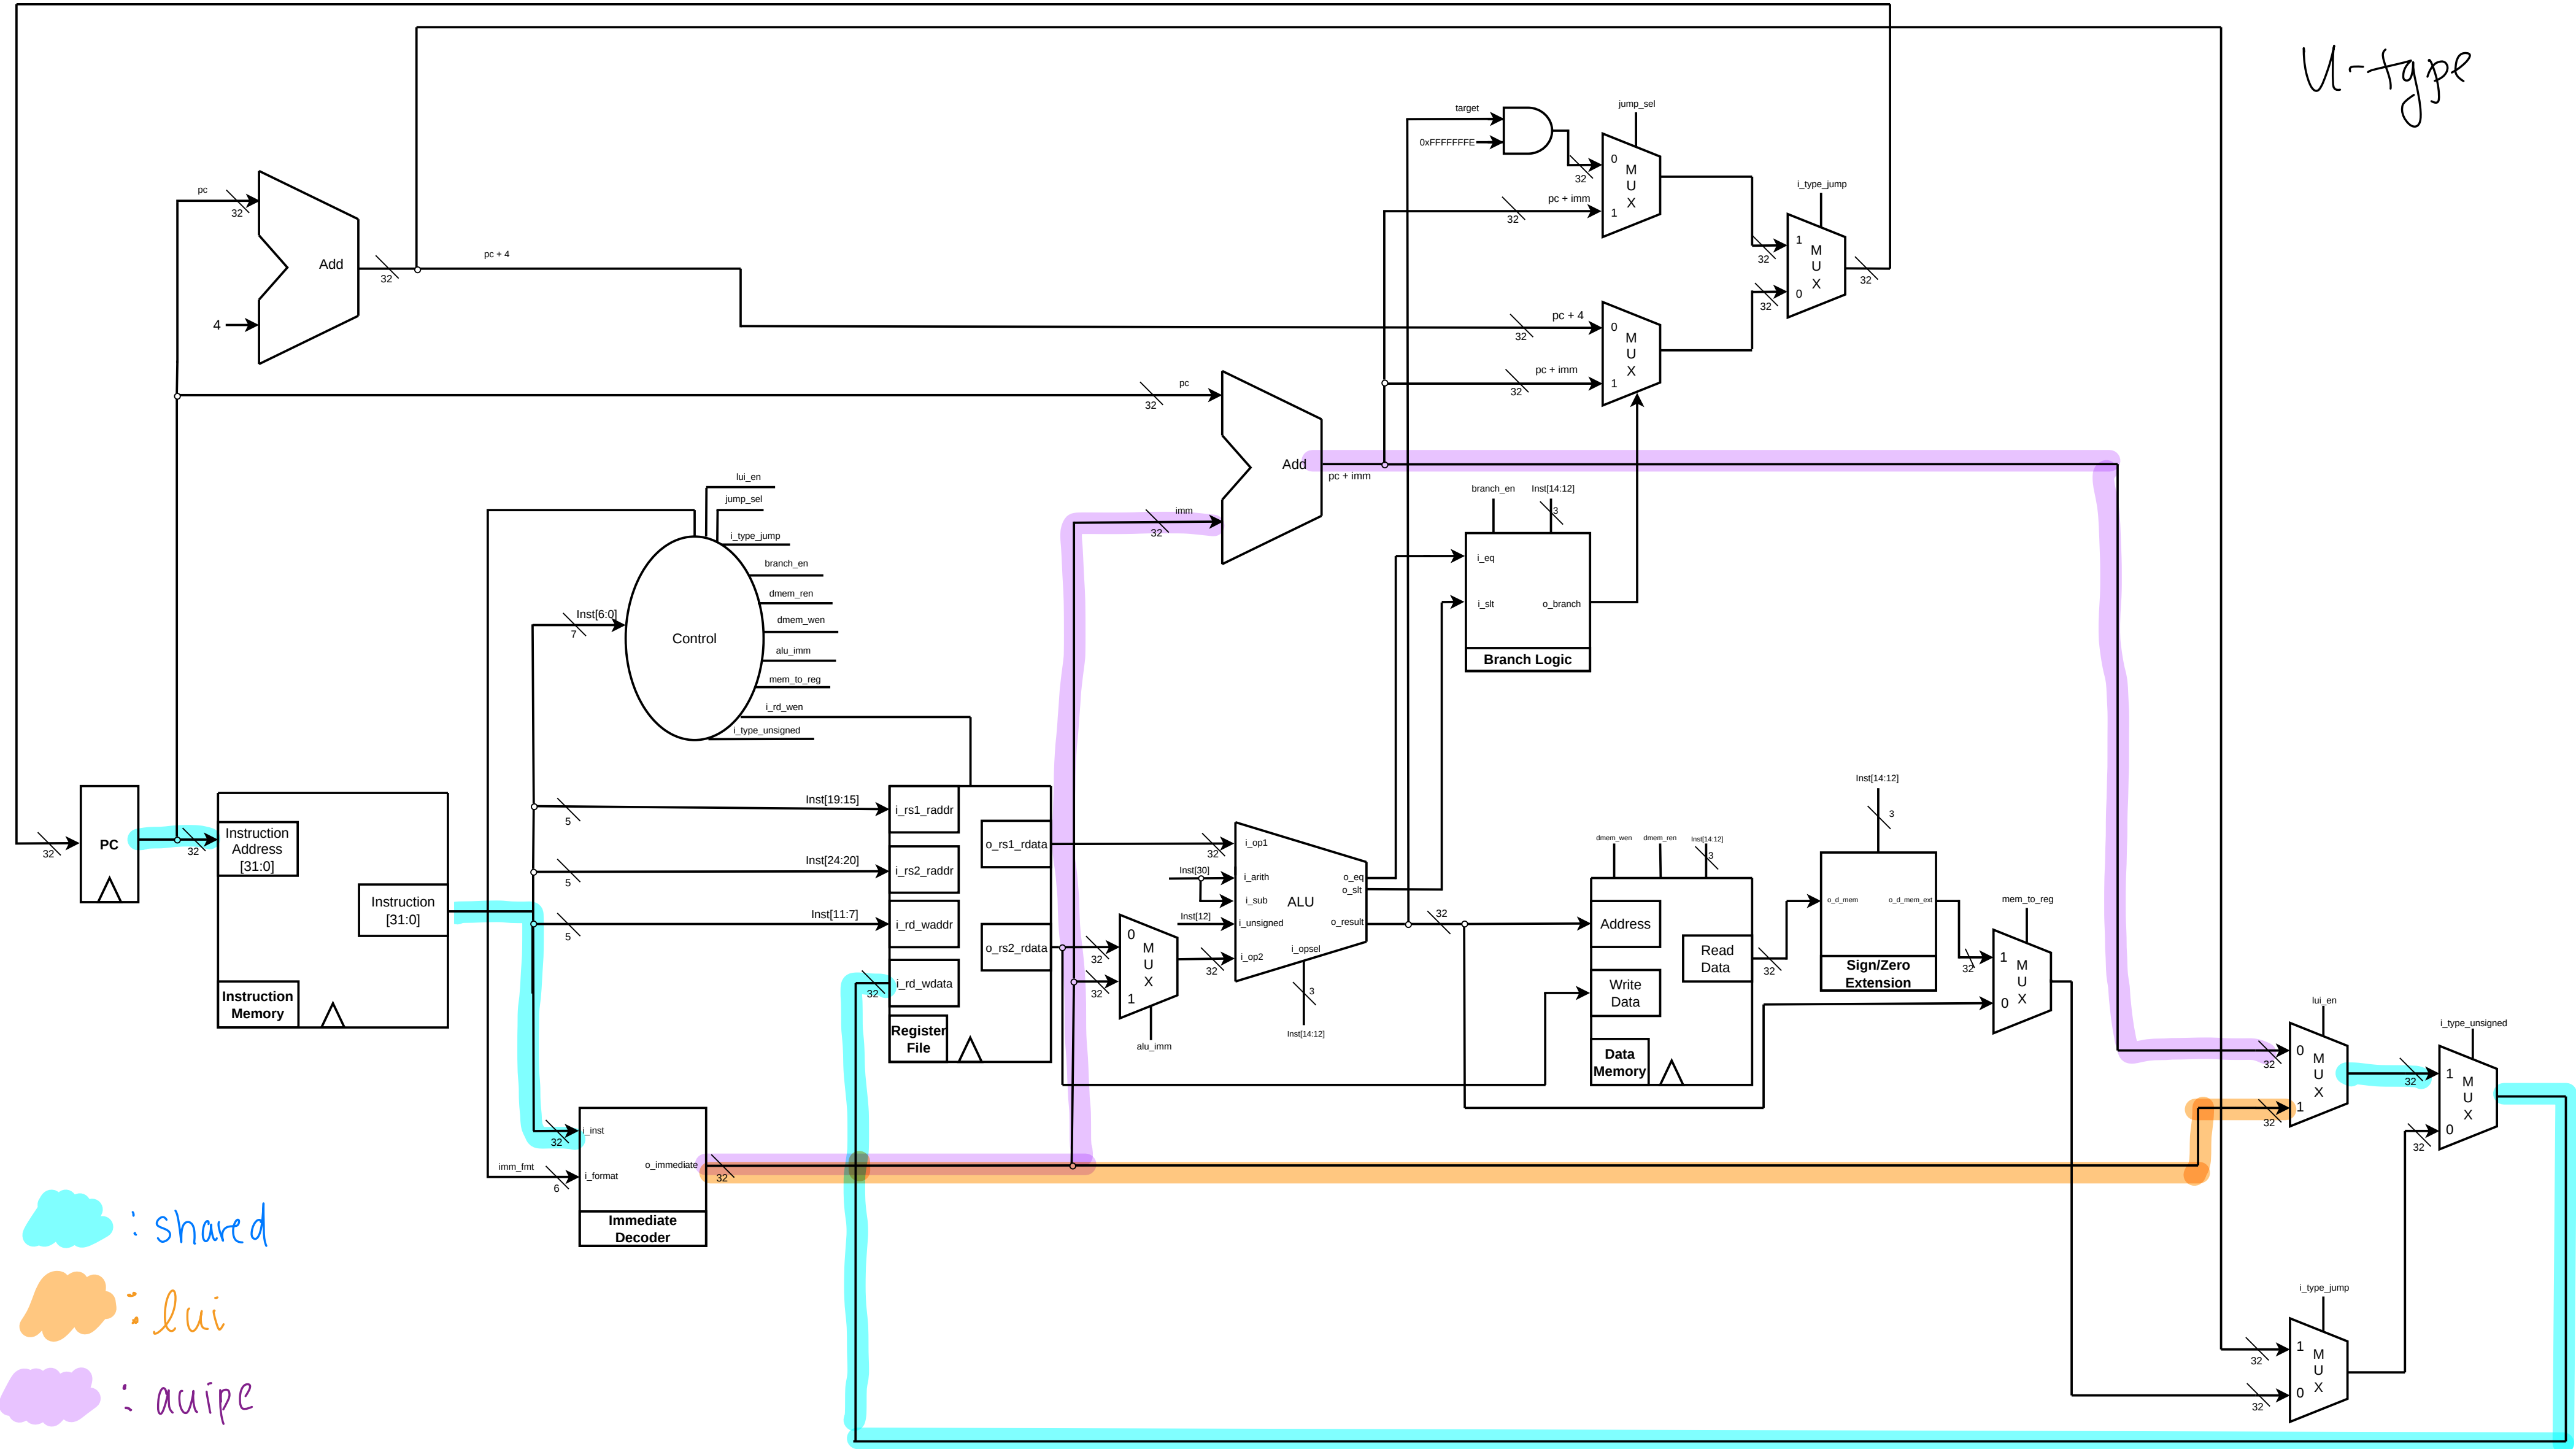 U-type
target
0xFFFFFFFE
32
0
M
U
X
1
jump_sel
pc + imm
32
i_type_jump
1
M
U
X
0
32
32
32
pc
32
4
Add
32
pc + 4
pc + 4
32
0
M
U
X
1
pc + imm
32
pc
32
imm
32
Add
pc + imm
branch_en
Inst[14:12]
3
i_eq
i_slt
o_branch
Branch Logic
lui_en
jump_sel
i_type_jump
branch_en
dmem_ren
dmem_wen
alu_imm
mem_to_reg
i_rd_wen
i_type_unsigned
Control
Inst[6:0]
7
32
PC
32
Instruction
Address
[31:0]
Instruction
[31:0]
Instruction
Memory
Inst[19:15]
5
Inst[24:20]
5
Inst[11:7]
5
32
i_rs1_raddr
i_rs2_raddr
i_rd_waddr
i_rd_wdata
o_rs1_rdata
o_rs2_rdata
Register
File
32
32
0
M
U
X
1
alu_imm
32
Inst[30]
Inst[12]
32
i_op1
i_arith
i_sub
i_unsigned
i_op2
ALU
o_eq
o_slt
o_result
i_opsel
3
Inst[14:12]
32
dmem_wen
dmem_ren
Inst[14:12]
3
Address
Write
Data
Read
Data
Data
Memory
32
Inst[14:12]
3
o_d_mem
o_d_mem_ext
Sign/Zero
Extension
32
mem_to_reg
1
M
U
X
0
lui_en
32
0
M
U
X
1
32
32
i_type_unsigned
1
M
U
X
0
32
32
i_inst
imm_fmt
6
i_format
o_immediate
32
Immediate
Decoder
i_type_jump
32
1
M
U
X
0
32
: shared
: lui
: auipc